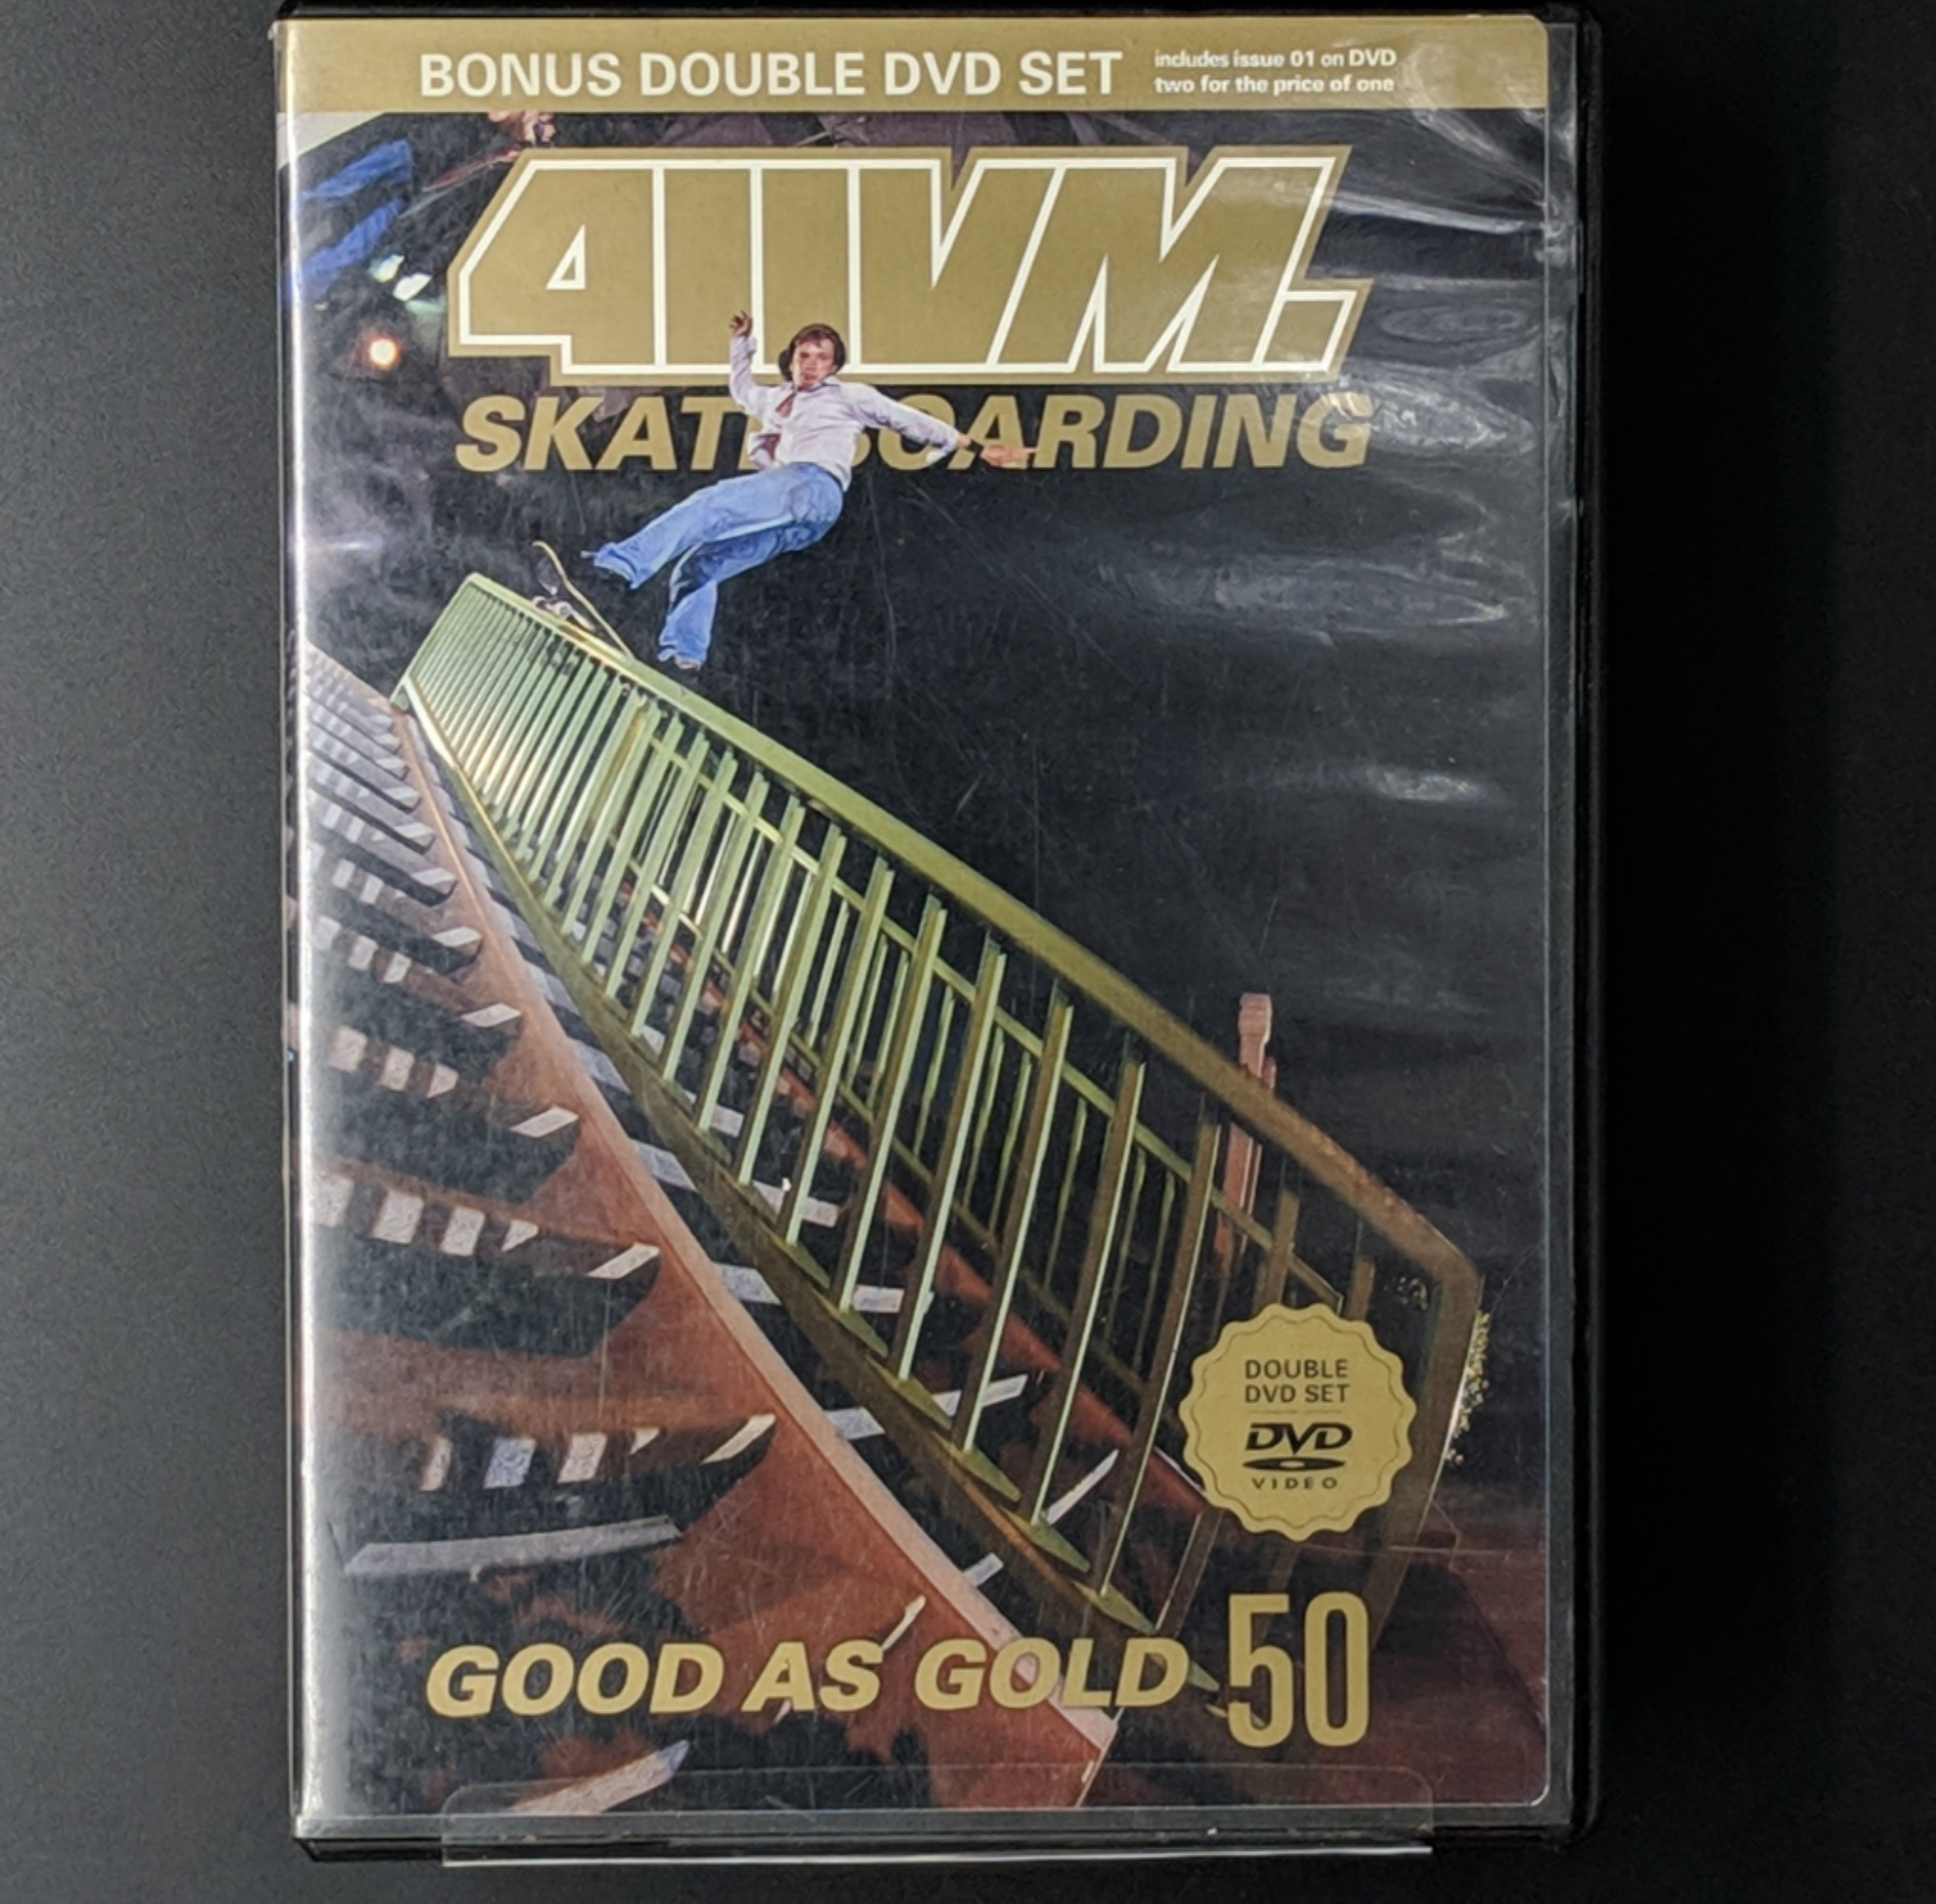 BONUS DOUBLE DVD SET
includes issue 01 on DVD
two for the price of one
411VM.
SKATEBOARDING
DOUBLE
DVD SET
DVD
VIDEO
GOOD AS GOLD 50